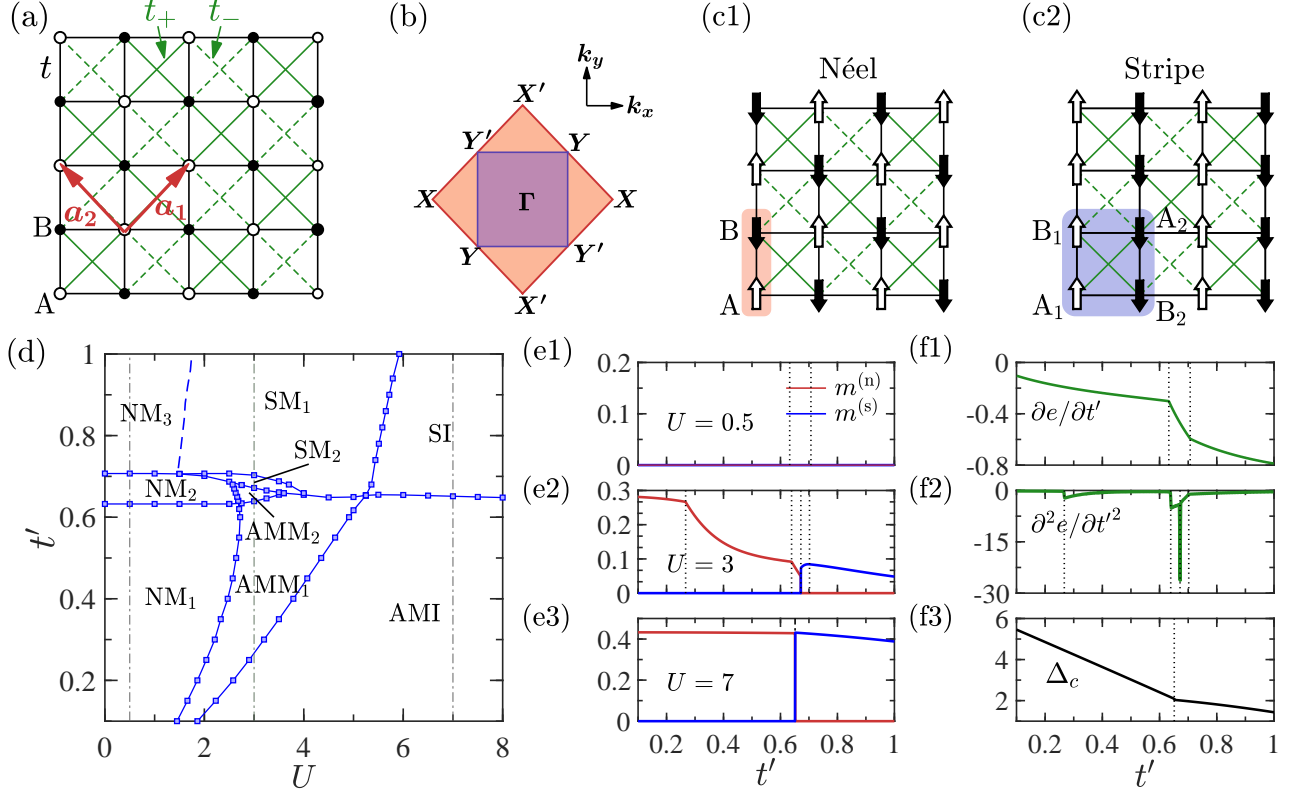 (a)
t₊
t₋
t
B
A
a₂
a₁
(b)
k_y
k_x
X′
Y′
Y
X
Γ
X
Y
Y′
X′
(c1)
Néel
B
A
(c2)
Stripe
B₁
A₂
A₁
B₂
(d)
t′
1
0.8
0.6
0.4
0.2
0
2
4
6
8
U
NM₃
SM₁
SI
SM₂
NM₂
AMM₂
NM₁
AMM₁
AMI
(e1)
0.2
0.1
0
m⁽ⁿ⁾
m⁽ˢ⁾
U = 0.5
(e2)
0.3
0.2
0.1
0
U = 3
(e3)
0.4
0.2
0
U = 7
0.2 0.4 0.6 0.8 1
t′
(f1)
0
-0.4
-0.8
∂e/∂t′
(f2)
0
-15
-30
∂²e/∂t′²
(f3)
6
4
2
Δ_c
0.2 0.4 0.6 0.8 1
t′